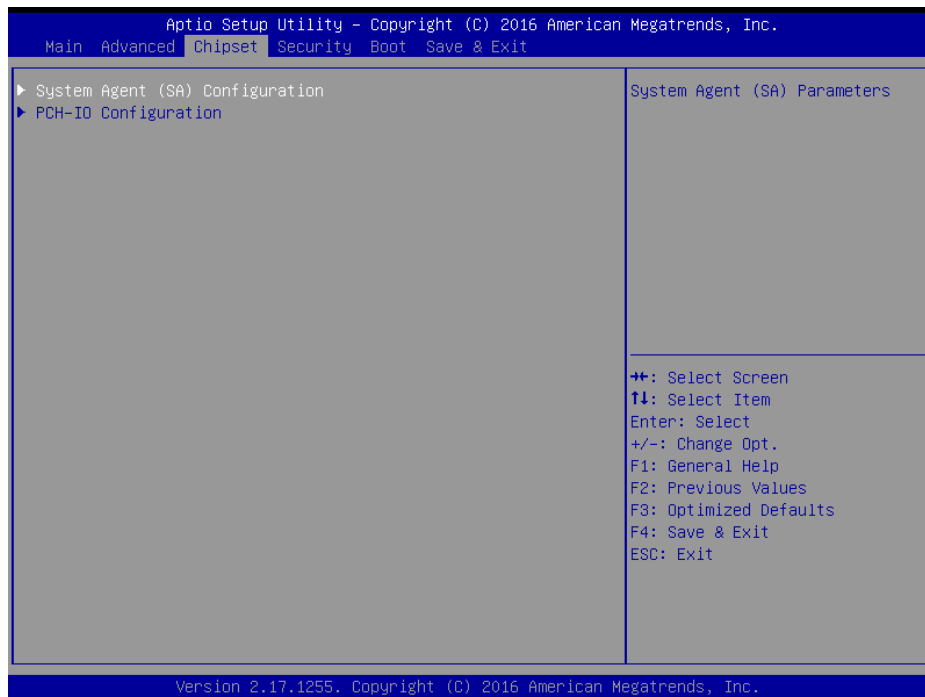 Aptio Setup Utility – Copyright (C) 2016 American Megatrends, Inc.
Main Advanced Chipset Security Boot Save & Exit
▶ System Agent (SA) Configuration
▶ PCH-IO Configuration
System Agent (SA) Parameters
→←: Select Screen
↑↓: Select Item
Enter: Select
+/-: Change Opt.
F1: General Help
F2: Previous Values
F3: Optimized Defaults
F4: Save & Exit
ESC: Exit
Version 2.17.1255. Copyright (C) 2016 American Megatrends, Inc.